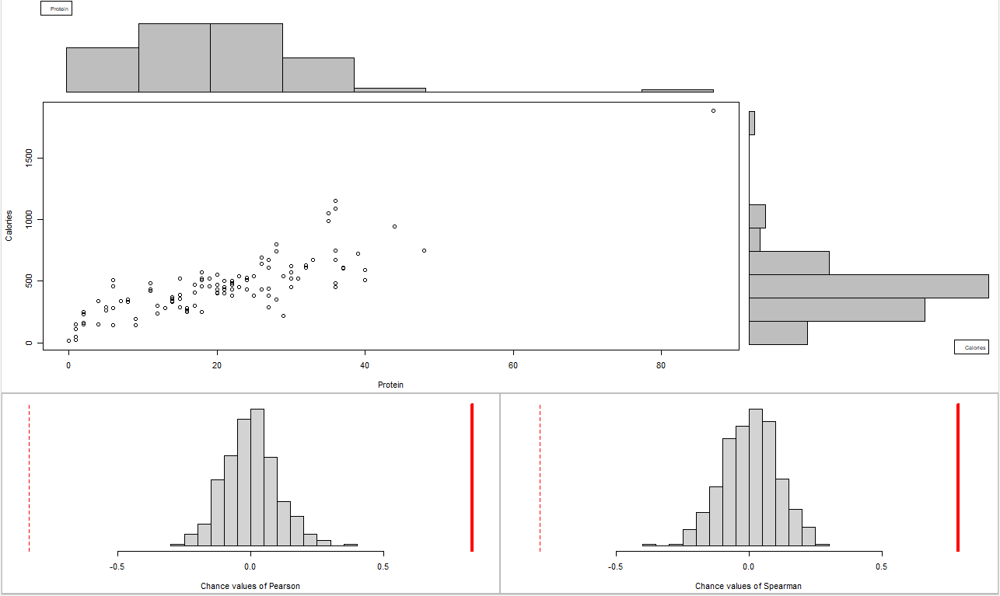 Protein
Calories
1500
1000
500
0
0 20 40 60 80
Protein
Calories
-0.5 0.0 0.5
Chance values of Pearson
-0.5 0.0 0.5
Chance values of Spearman